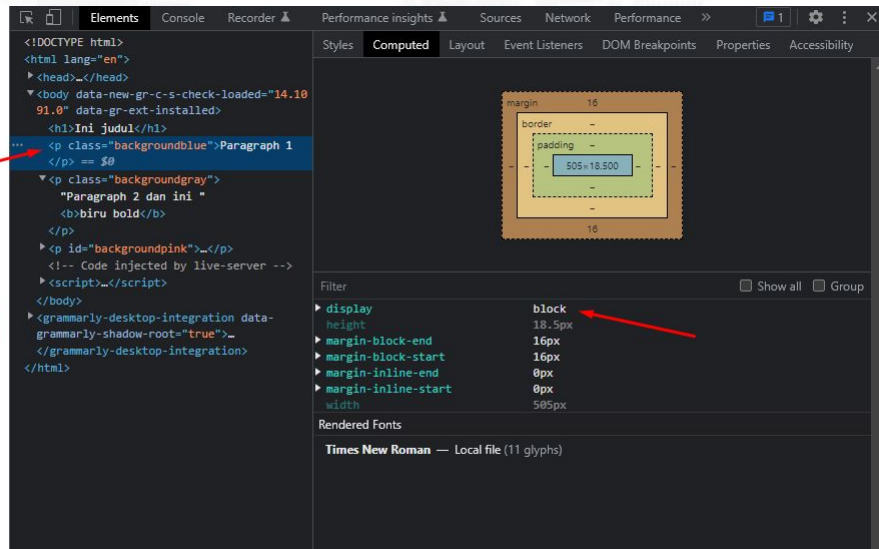 Elements Console Recorder Performance insights Sources Network Performance » 1
<!DOCTYPE html>
<html lang="en">
<head>…</head>
<body data-new-gr-c-s-check-loaded="14.10
91.0" data-gr-ext-installed>
<h1>Ini judul</h1>
<p class="backgroundblue">Paragraph 1
</p> == $0
<p class="backgroundgray">
"Paragraph 2 dan ini "
<b>biru bold</b>
</p>
<p id="backgroundpink">…</p>
<!-- Code injected by live-server -->
<script>…</script>
</body>
<grammarly-desktop-integration data-
grammarly-shadow-root="true">…
</grammarly-desktop-integration>
</html>
Styles Computed Layout Event Listeners DOM Breakpoints Properties Accessibility
margin 16
border –
padding –
– – – 505×18.500 – – –
–
–
16
Filter Show all Group
display block
height 18.5px
margin-block-end 16px
margin-block-start 16px
margin-inline-end 0px
margin-inline-start 0px
width 505px
Rendered Fonts
Times New Roman — Local file (11 glyphs)